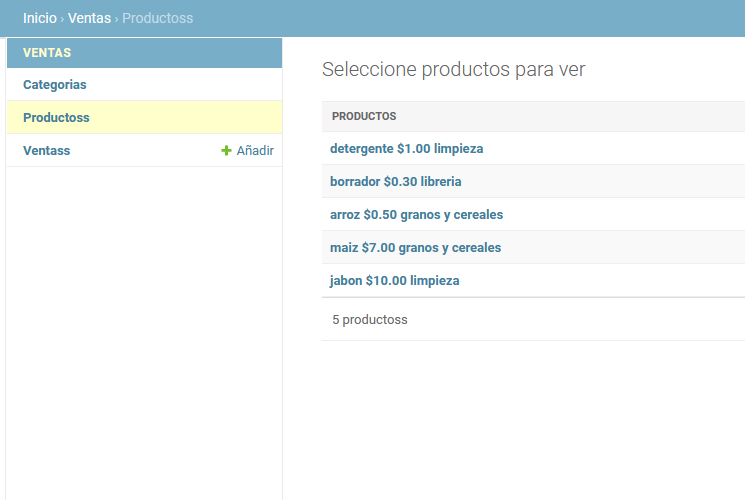 Inicio › Ventas › Productoss
VENTAS
Categorias
Productoss
Ventass + Añadir
Seleccione productos para ver
PRODUCTOS
detergente $1.00 limpieza
borrador $0.30 libreria
arroz $0.50 granos y cereales
maiz $7.00 granos y cereales
jabon $10.00 limpieza
5 productoss